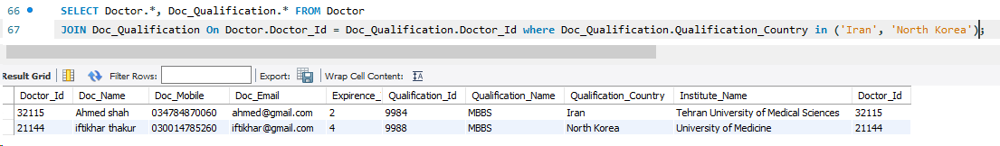 66 SELECT Doctor.*, Doc_Qualification.* FROM Doctor
67 JOIN Doc_Qualification On Doctor.Doctor_Id = Doc_Qualification.Doctor_Id where Doc_Qualification.Qualification_Country in ('Iran', 'North Korea');
Result Grid Filter Rows: Export: Wrap Cell Content:
Doctor_Id Doc_Name Doc_Mobile Doc_Email Expirence_ Qualification_Id Qualification_Name Qualification_Country Institute_Name Doctor_Id
32115 Ahmed shah 034784870060 ahmed@gmail.com 2 9984 MBBS Iran Tehran University of Medical Sciences 32115
21144 iftikhar thakur 030014785260 iftikhar@gmail.com 4 9988 MBBS North Korea University of Medicine 21144